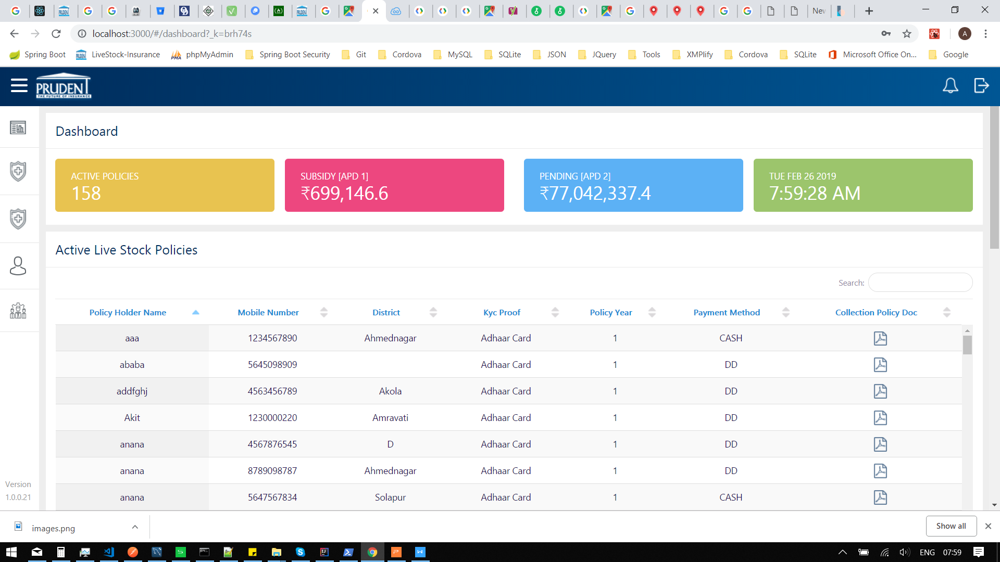 New
localhost:3000/#/dashboard?_k=brh74s
A
Spring Boot LiveStock-Insurance phpMyAdmin Spring Boot Security Git Cordova MySQL SQLite JSON JQuery Tools XMPlify Cordova SQLite Microsoft Office On... Google
PRUDENT
THE FUTURE OF INSURANCE
Dashboard
ACTIVE POLICIES
158
SUBSIDY [APD 1]
₹699,146.6
PENDING [APD 2]
₹77,042,337.4
TUE FEB 26 2019
7:59:28 AM
Active Live Stock Policies
Search:
Policy Holder Name Mobile Number District Kyc Proof Policy Year Payment Method Collection Policy Doc
aaa 1234567890 Ahmednagar Adhaar Card 1 CASH
ababa 5645098909 Adhaar Card 1 DD
addfghj 4563456789 Akola Adhaar Card 1 DD
Akit 1230000220 Amravati Adhaar Card 1 DD
anana 4567876545 D Adhaar Card 1 DD
anana 8789098787 Ahmednagar Adhaar Card 1 DD
anana 5647567834 Solapur Adhaar Card 1 CASH
Version
1.0.0.21
images.png
Show all
ENG 07:59